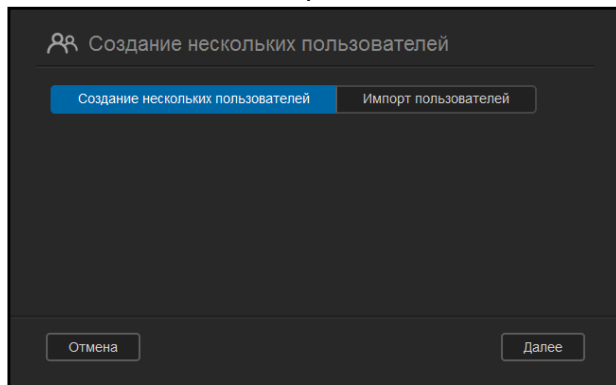 Создание нескольких пользователей
Создание нескольких пользователей Импорт пользователей
Отмена Далее